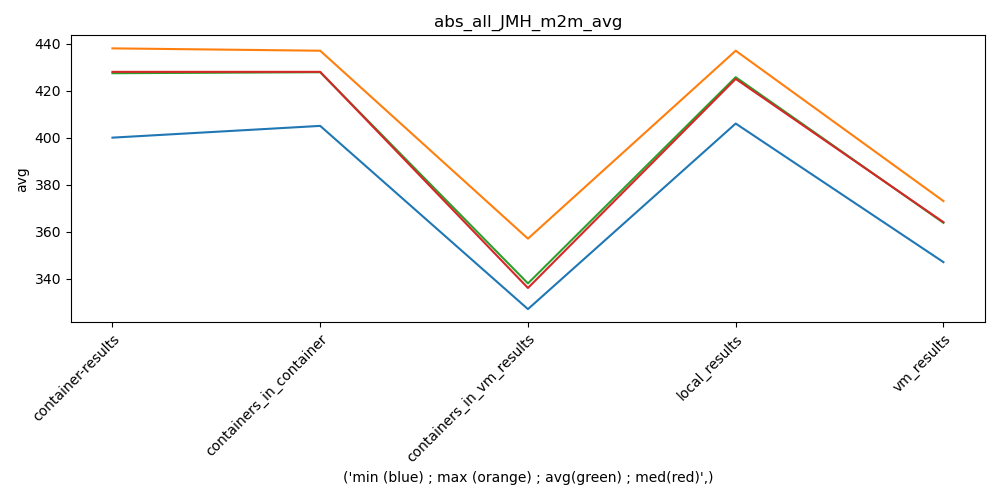 abs_all_JMH_m2m_avg
440
420
400
380
360
340
avg
container-results
containers_in_container
containers_in_vm_results
local_results
vm_results
('min (blue) ; max (orange) ; avg(green) ; med(red)',)